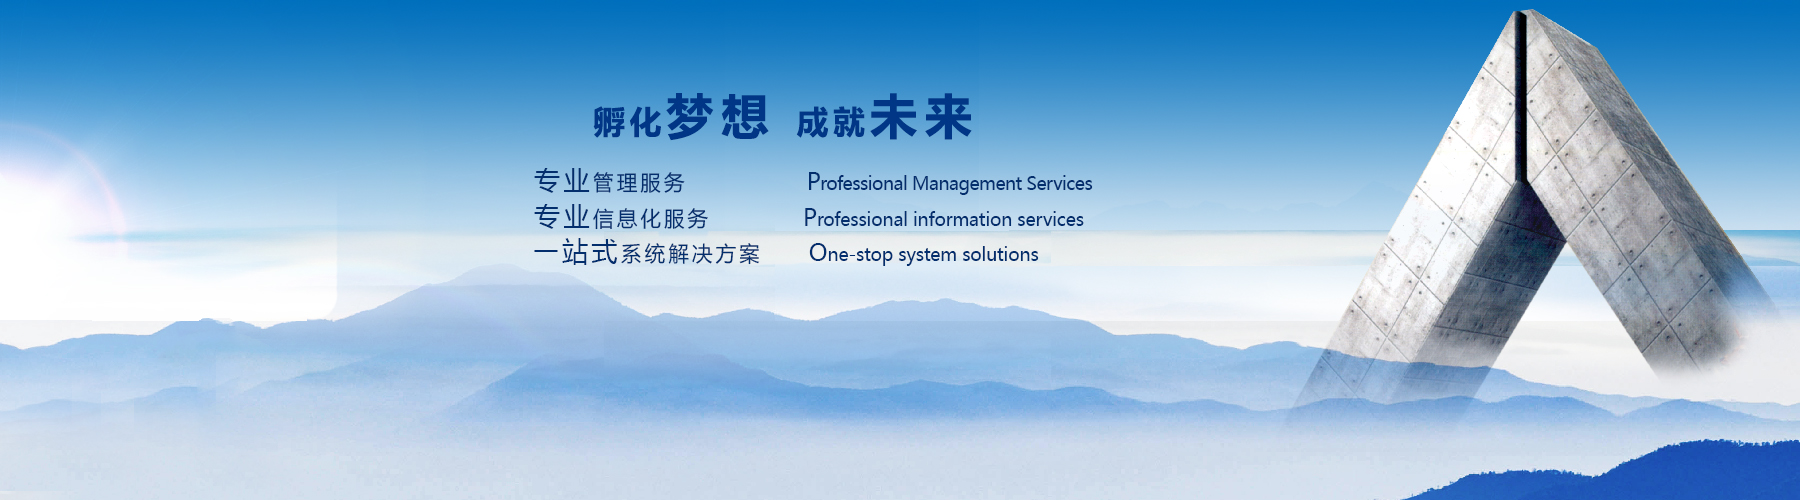 孵化梦想 成就未来
专业管理服务 Professional Management Services
专业信息化服务 Professional information services
一站式系统解决方案 One-stop system solutions